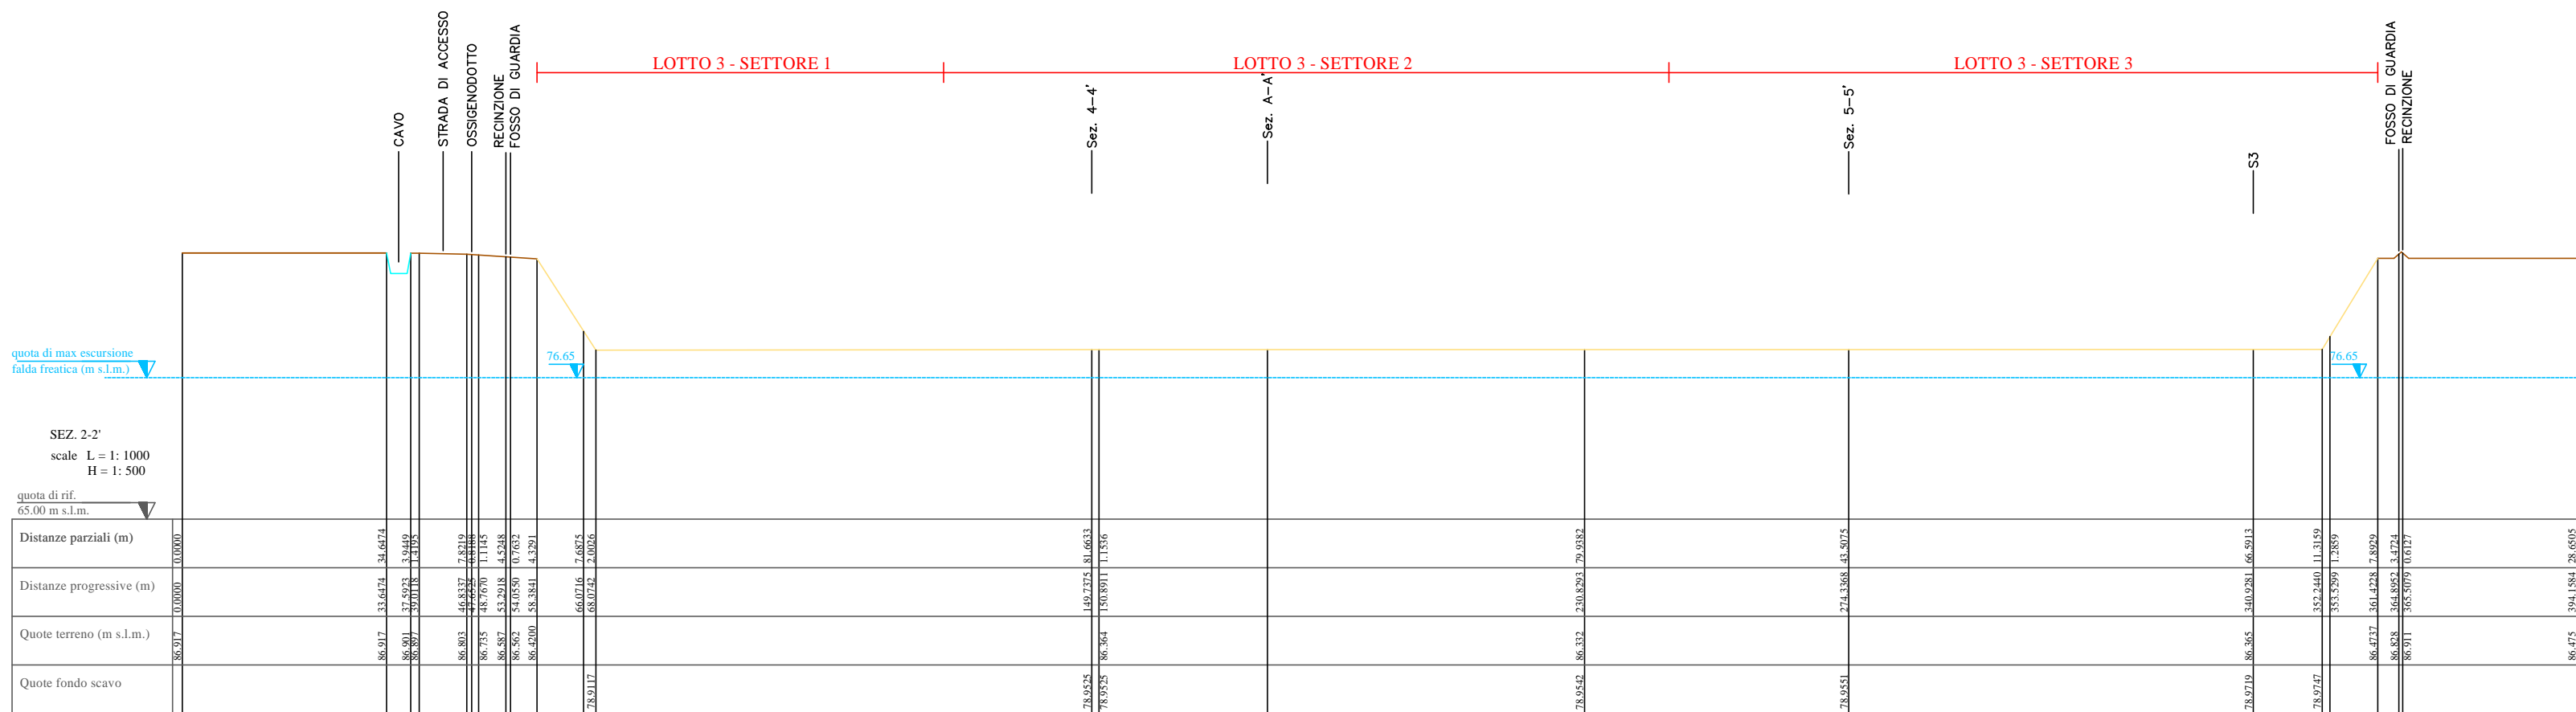 CAVO
STRADA DI ACCESSO
OSSIGENODOTTO
RECINZIONE
FOSSO DI GUARDIA
LOTTO 3 - SETTORE 1
LOTTO 3 - SETTORE 2
LOTTO 3 - SETTORE 3
Sez. 4-4'
Sez. A-A'
Sez. 5-5'
S3
FOSSO DI GUARDIA
RECINZIONE
quota di max escursione
falda freatica (m s.l.m.)
76.65
76.65
SEZ. 2-2'
scale L = 1: 1000
H = 1: 500
quota di rif.
65.00 m s.l.m.
Distanze parziali (m)
0.0000 34.6474 3.9449 1.4195 7.8219 0.8188 1.1145 4.5248 0.7632 4.3291 7.6875 2.0026 81.6633 1.1536 79.9382 43.5075 66.5913 11.3159 1.2859 7.8929 3.4724 0.6127 28.6505
Distanze progressive (m)
0.0000 33.6474 37.5923 39.0118 46.8337 47.6525 48.7670 53.2918 54.0550 58.3841 66.0716 68.0742 149.7375 150.8911 230.8293 274.3368 340.9281 352.2440 353.5299 361.4228 364.8952 365.5079 394.1584
Quote terreno (m s.l.m.)
86.917 86.917 86.901 86.897 86.803 86.735 86.587 86.562 86.4200 86.364 86.332 86.365 86.4737 86.828 86.911 86.475
Quote fondo scavo
78.9117 78.9525 78.9525 78.9542 78.9551 78.9719 78.9747